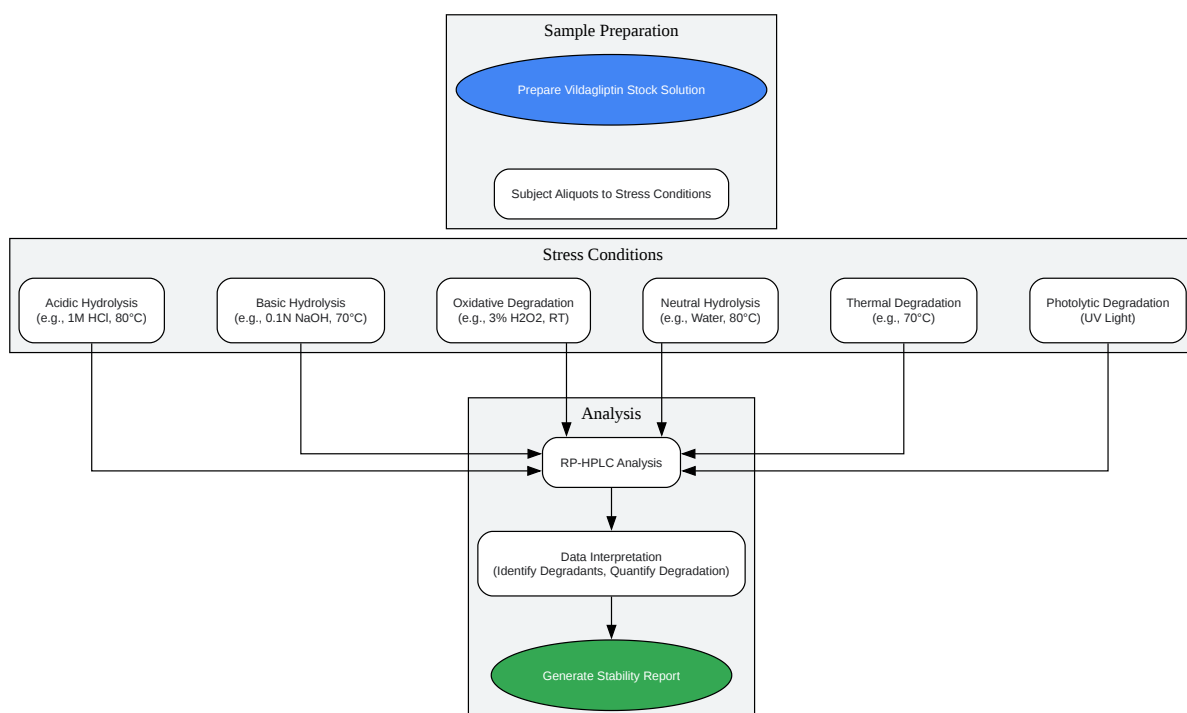 Sample Preparation
Prepare Vildagliptin Stock Solution
Subject Aliquots to Stress Conditions
Stress Conditions
Acidic Hydrolysis
(e.g., 1M HCl, 80°C)
Basic Hydrolysis
(e.g., 0.1N NaOH, 70°C)
Oxidative Degradation
(e.g., 3% H2O2, RT)
Neutral Hydrolysis
(e.g., Water, 80°C)
Thermal Degradation
(e.g., 70°C)
Photolytic Degradation
(UV Light)
Analysis
RP-HPLC Analysis
Data Interpretation
(Identify Degradants, Quantify Degradation)
Generate Stability Report